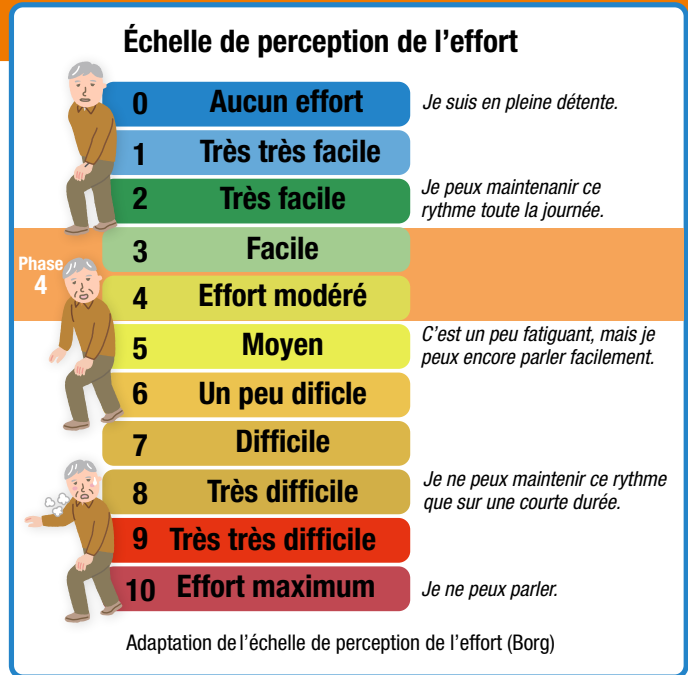 Échelle de perception de l’effort
0 Aucun effort
Je suis en pleine détente.
1 Très très facile
2 Très facile
Je peux maintenanir ce
rythme toute la journée.
Phase
4
3 Facile
4 Effort modéré
5 Moyen
C’est un peu fatiguant, mais je
peux encore parler facilement.
6 Un peu dificle
7 Difficile
8 Très difficile
Je ne peux maintenir ce rythme
que sur une courte durée.
9 Très très difficile
10 Effort maximum
Je ne peux parler.
Adaptation de l’échelle de perception de l’effort (Borg)